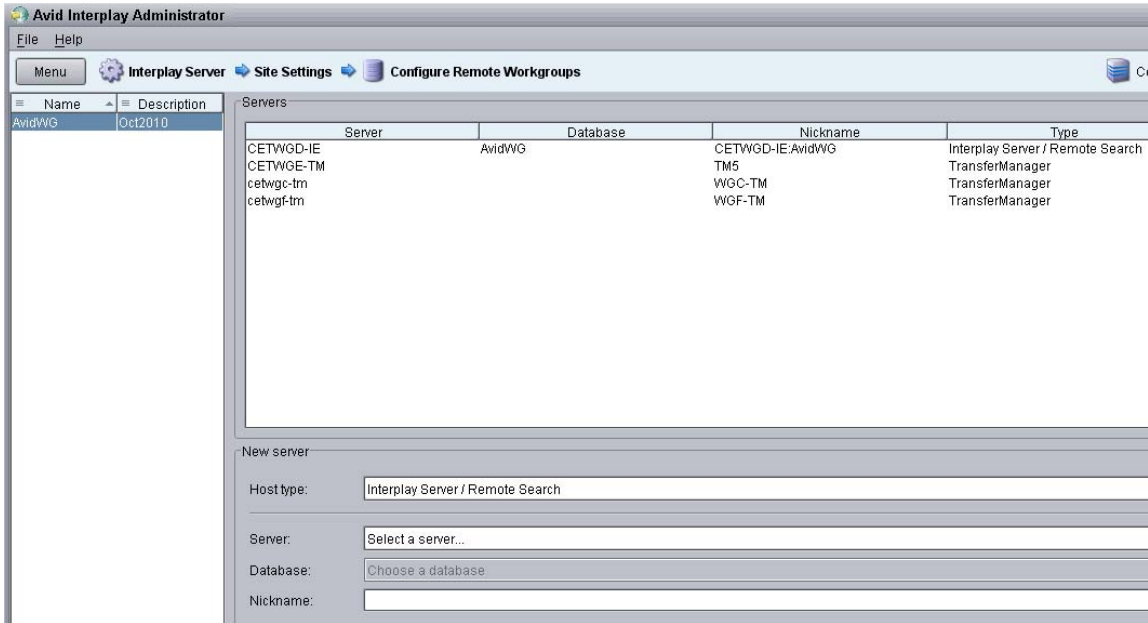 Avid Interplay Administrator
File Help
Menu Interplay Server Site Settings Configure Remote Workgroups
Name Description
AvidWG Oct2010
Servers
Server Database Nickname Type
CETWGD-IE AvidWG CETWGD-IE:AvidWG Interplay Server / Remote Search
CETWGE-TM TM5 TransferManager
cetwgc-tm WGC-TM TransferManager
cetwgf-tm WGF-TM TransferManager
New server
Host type: Interplay Server / Remote Search
Server: Select a server...
Database: Choose a database
Nickname: